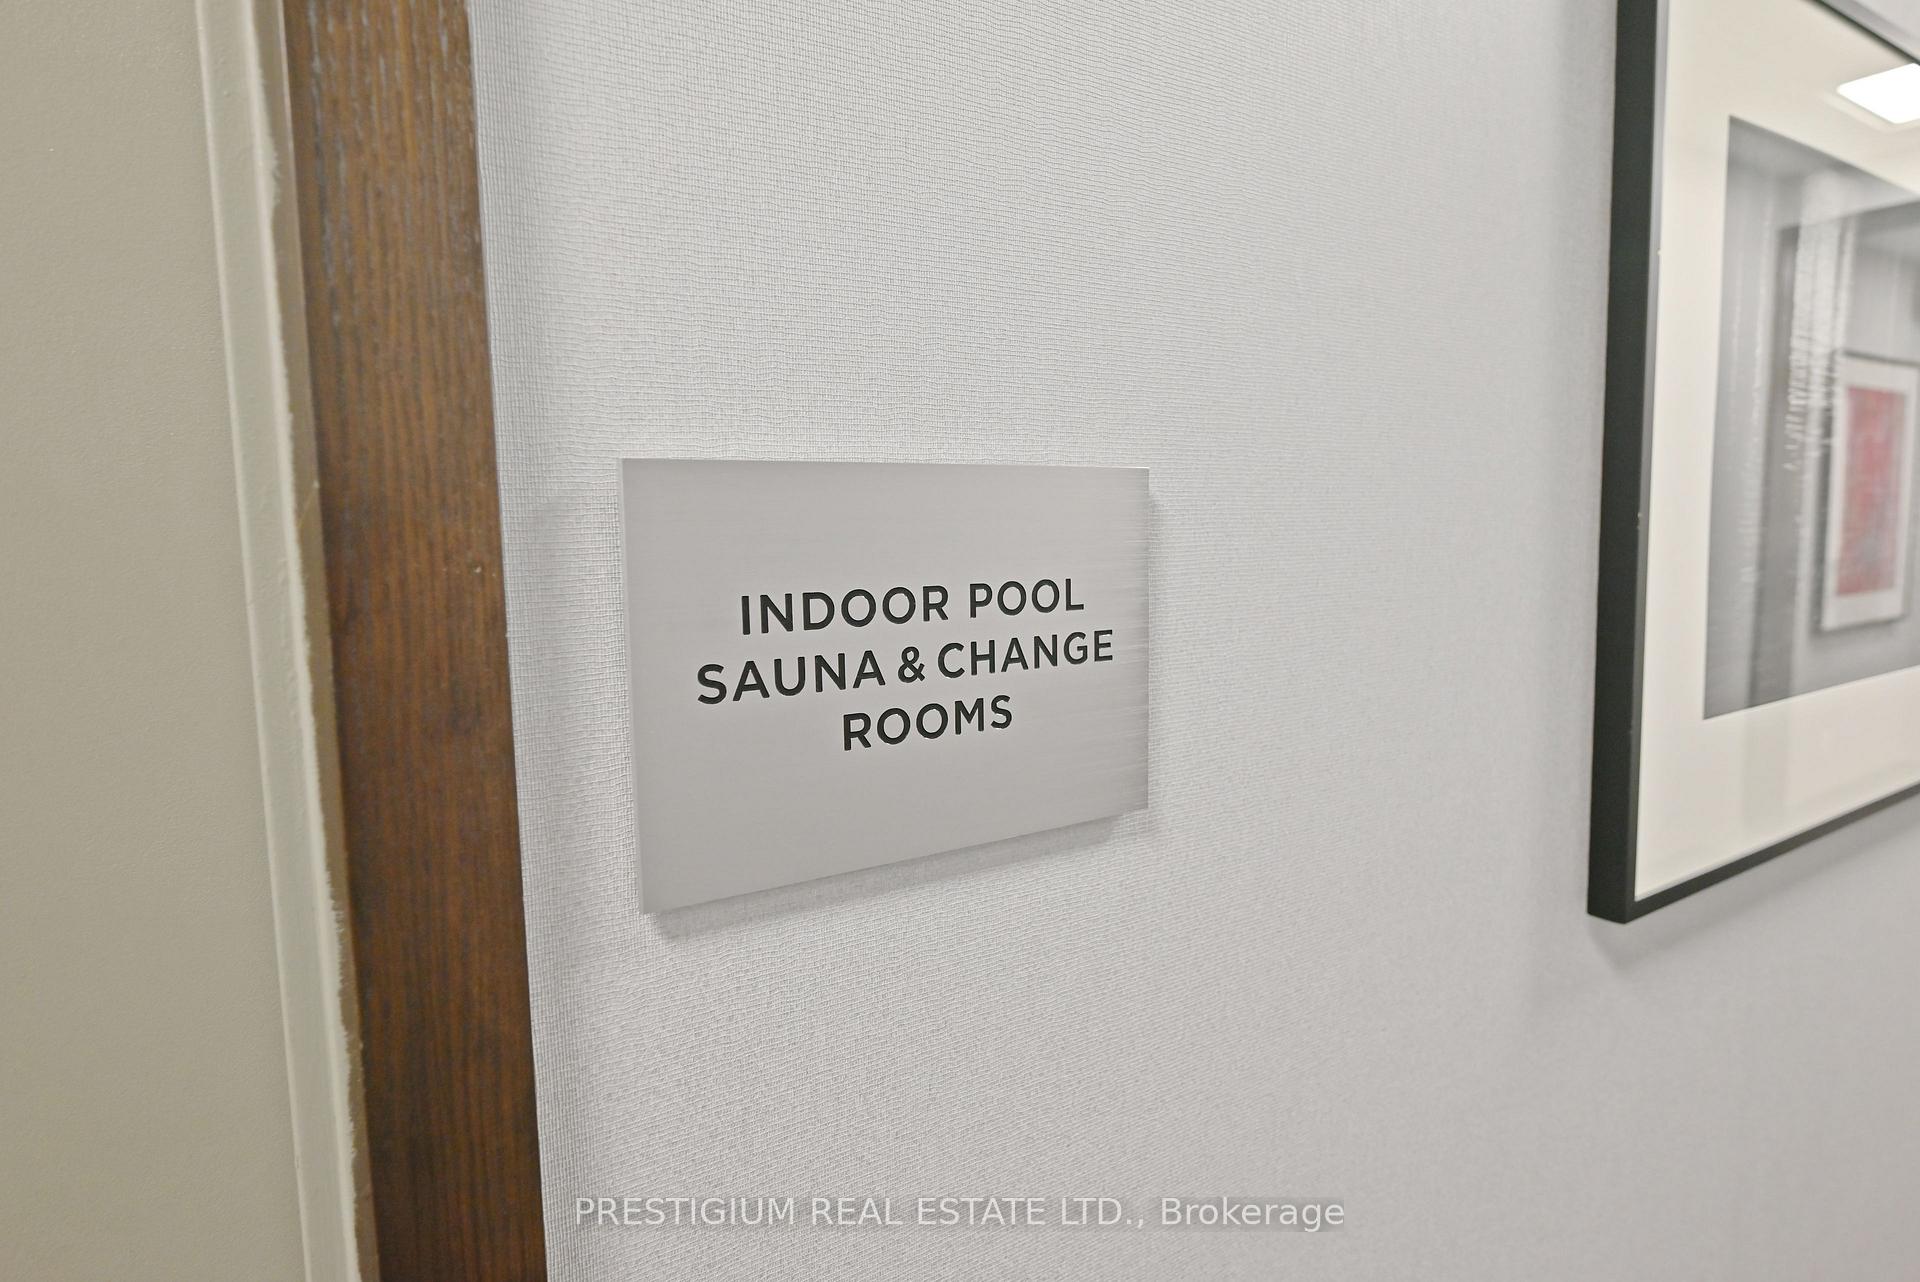 INDOOR POOL
SAUNA & CHANGE
ROOMS
PRESTIGIUM REAL ESTATE LTD., Brokerage